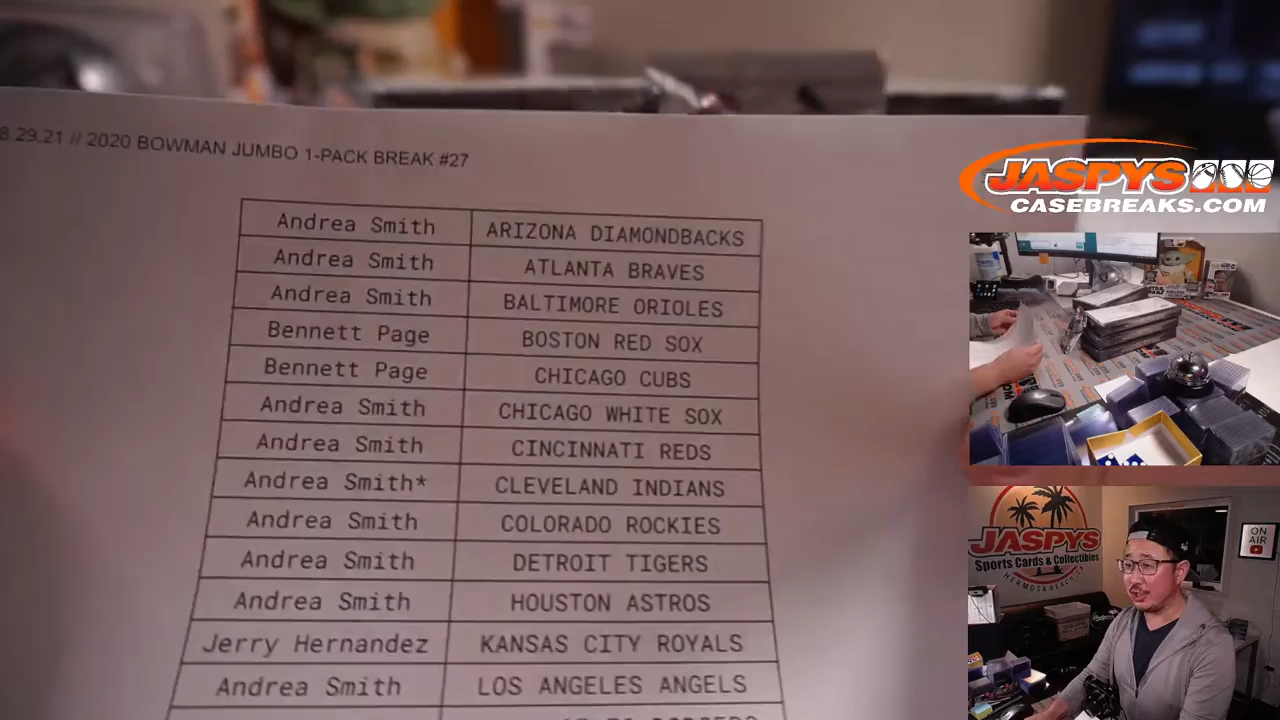 8.29.21 // 2020 BOWMAN JUMBO 1-PACK BREAK #27
Andrea Smith ARIZONA DIAMONDBACKS
Andrea Smith ATLANTA BRAVES
Andrea Smith BALTIMORE ORIOLES
Bennett Page BOSTON RED SOX
Bennett Page CHICAGO CUBS
Andrea Smith CHICAGO WHITE SOX
Andrea Smith CINCINNATI REDS
Andrea Smith* CLEVELAND INDIANS
Andrea Smith COLORADO ROCKIES
Andrea Smith DETROIT TIGERS
Andrea Smith HOUSTON ASTROS
Jerry Hernandez KANSAS CITY ROYALS
Andrea Smith LOS ANGELES ANGELS
JASPYS
CASEBREAKS.COM
STAR WARS
JASPYS
Sports Cards & Collectibles
HERMOSA BEACH, CA
ON AIR